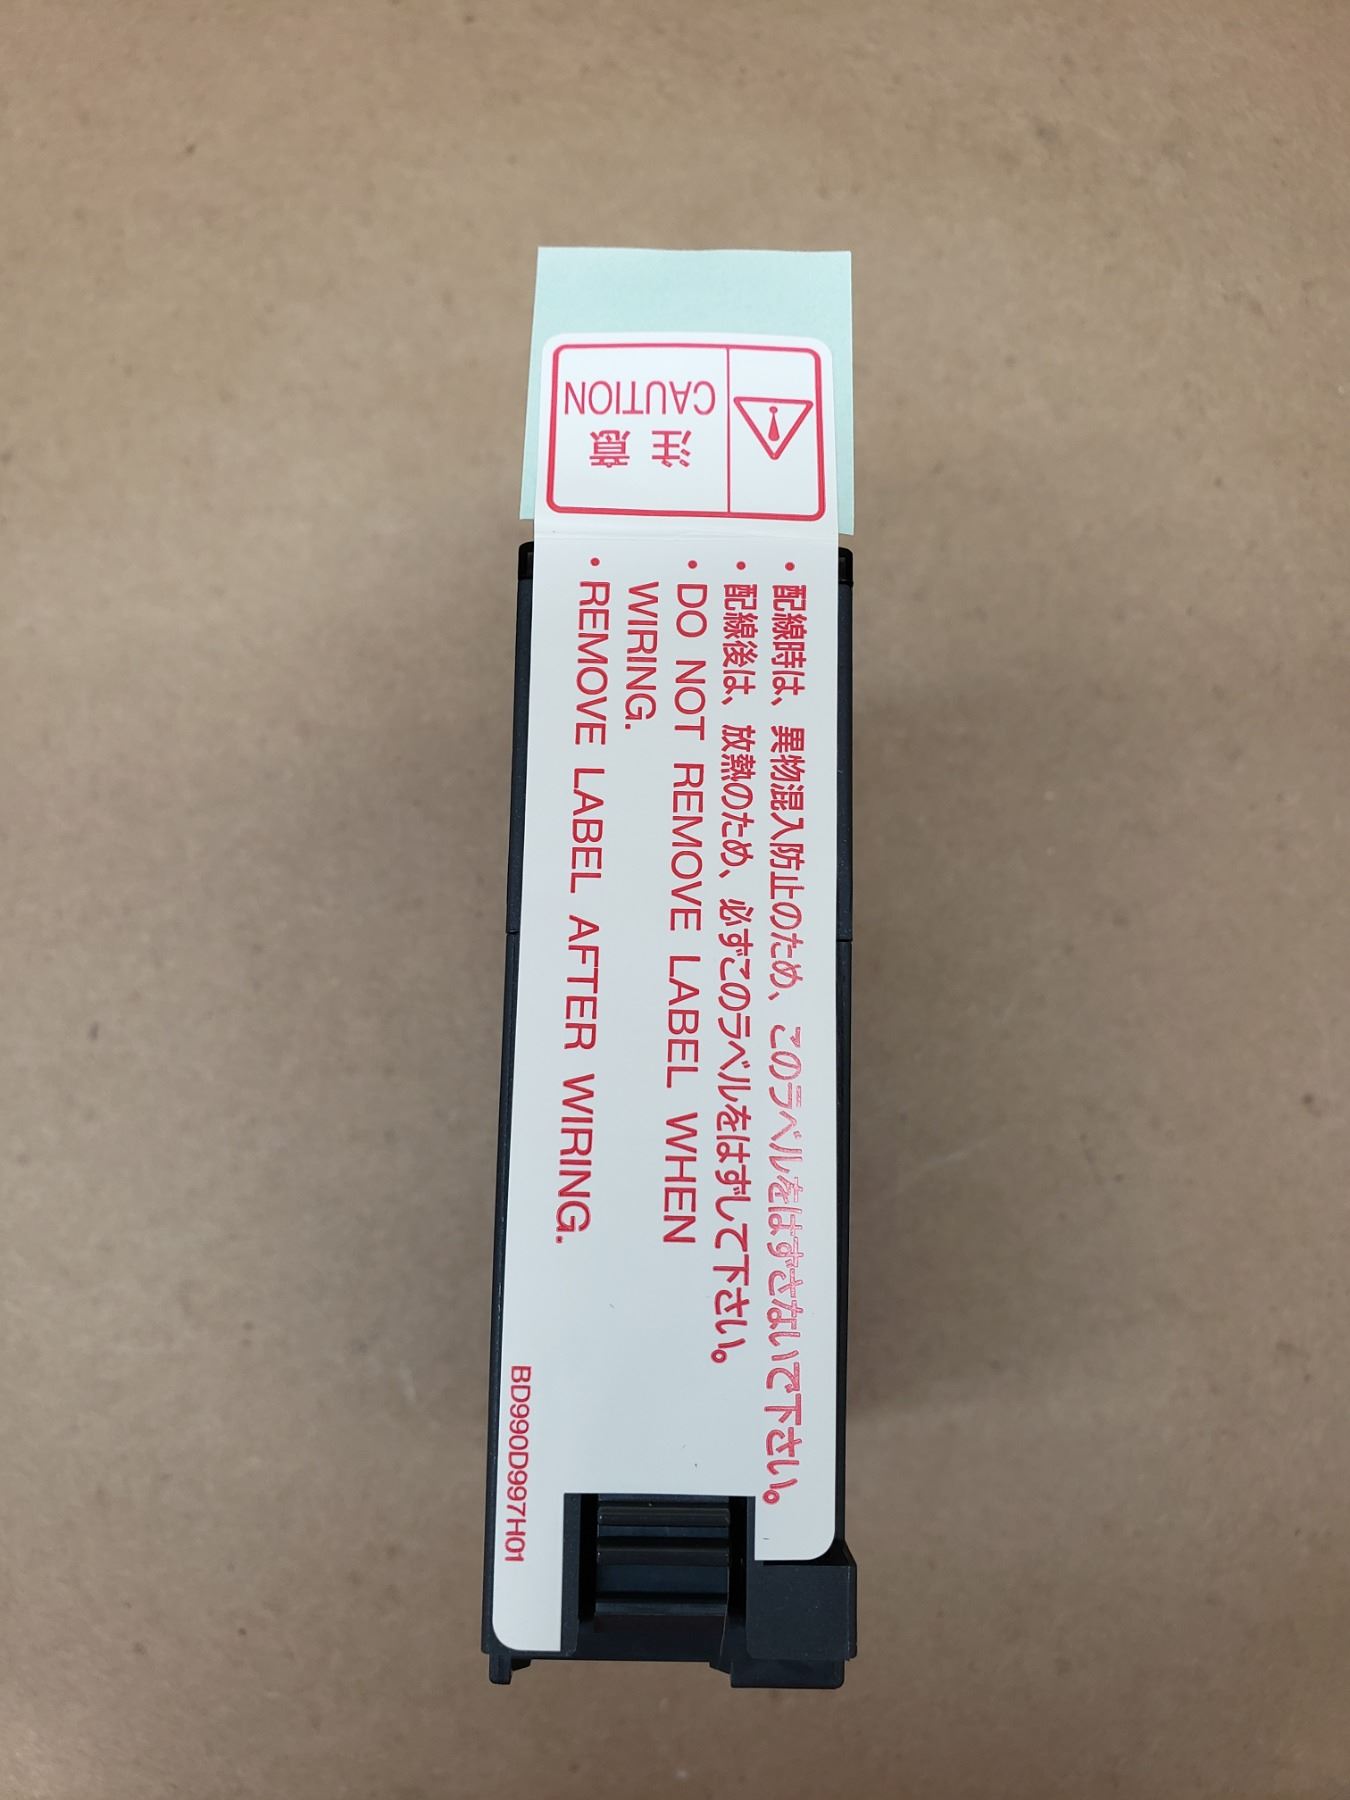 注 意
CAUTION
・配線時は、異物混入防止のため、このラベルをはずさないで下さい。
・配線後は、放熱のため、必ずこのラベルをはずして下さい。
・DO NOT REMOVE LABEL WHEN
WIRING.
・REMOVE LABEL AFTER WIRING.
BD990D997H01